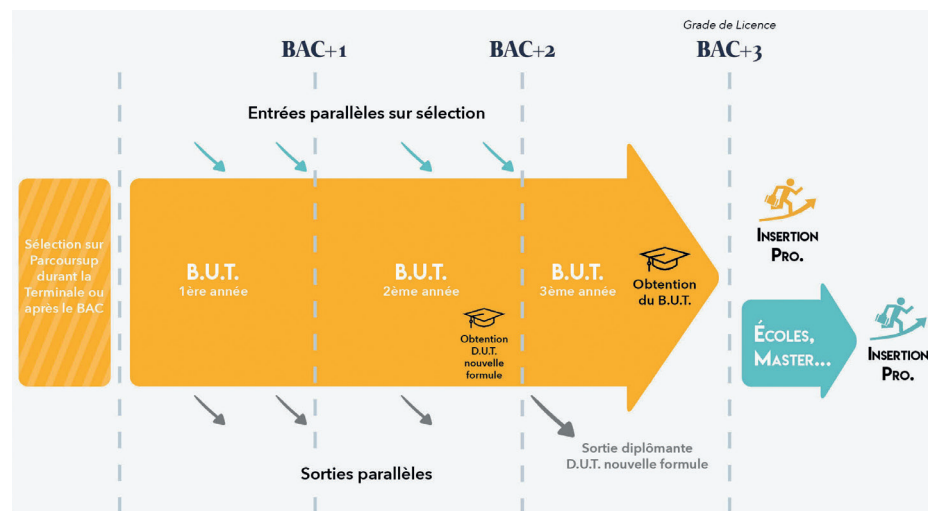 Grade de Licence
BAC+1
BAC+2
BAC+3
Entrées parallèles sur sélection
Sélection sur
Parcoursup
durant la
Terminale ou
après le BAC
B.U.T.
1ère année
B.U.T.
2ème année
Obtention
D.U.T.
nouvelle
formule
B.U.T.
3ème année
Obtention
du B.U.T.
INSERTION
PRO.
ÉCOLES,
MASTER...
INSERTION
PRO.
Sortie diplômante
D.U.T. nouvelle formule
Sorties parallèles